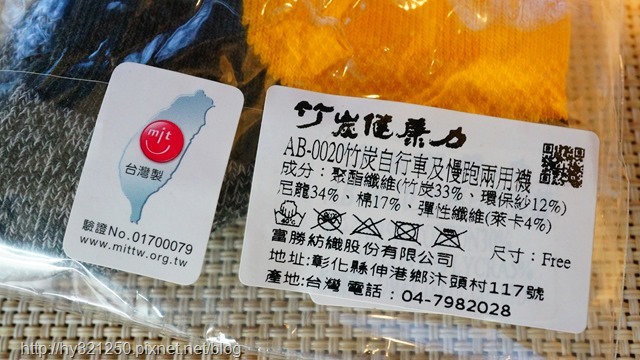 mit
台灣製
驗證No.01700079
www.mittw.org.tw
竹炭健康力
AB-0020竹炭自行車及慢跑兩用襪
成分：聚酯纖維(竹炭33%、環保紗12%)
尼龍34%、棉17%、彈性纖維(萊卡4%)
富勝紡織股份有限公司
尺寸：Free
地址:彰化縣伸港鄉汴頭村117號
產地:台灣 電話：04-7982028
http://hy321250.pixnet.net/blog